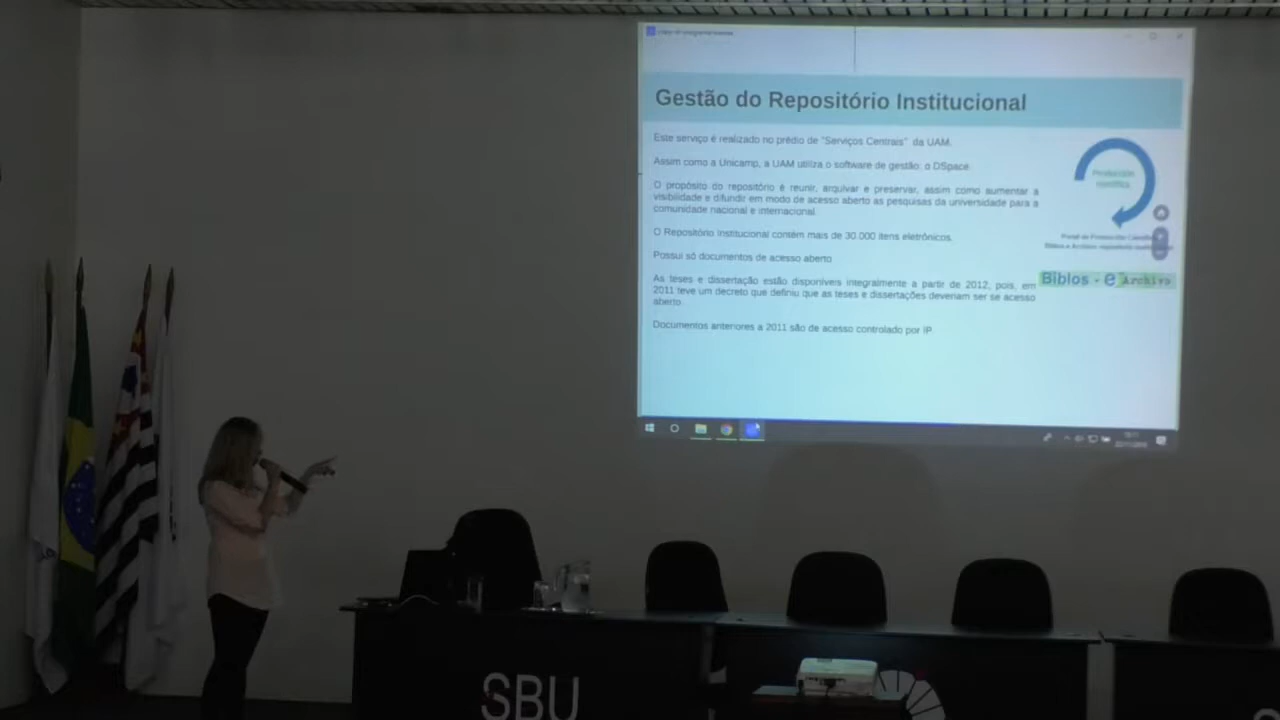 Gestão do Repositório Institucional
Este serviço é realizado no prédio de "Serviços Centrais" da UAM.
Assim como a Unicamp, a UAM utiliza o software de gestão: o DSpace.
O propósito do repositório é reunir, arquivar e preservar, assim como aumentar a
visibilidade e difundir em modo de acesso aberto as pesquisas da universidade para a
comunidade nacional e internacional.
O Repositório Institucional contém mais de 30.000 itens eletrônicos.
Possui só documentos de acesso aberto
As teses e dissertação estão disponíveis integralmente a partir de 2012, pois, em
2011 teve um decreto que definiu que as teses e dissertações deveriam ser se acesso
aberto.
Documentos anteriores a 2011 são de acesso controlado por IP
Producción
científica
Biblos - e Archivo
SBU